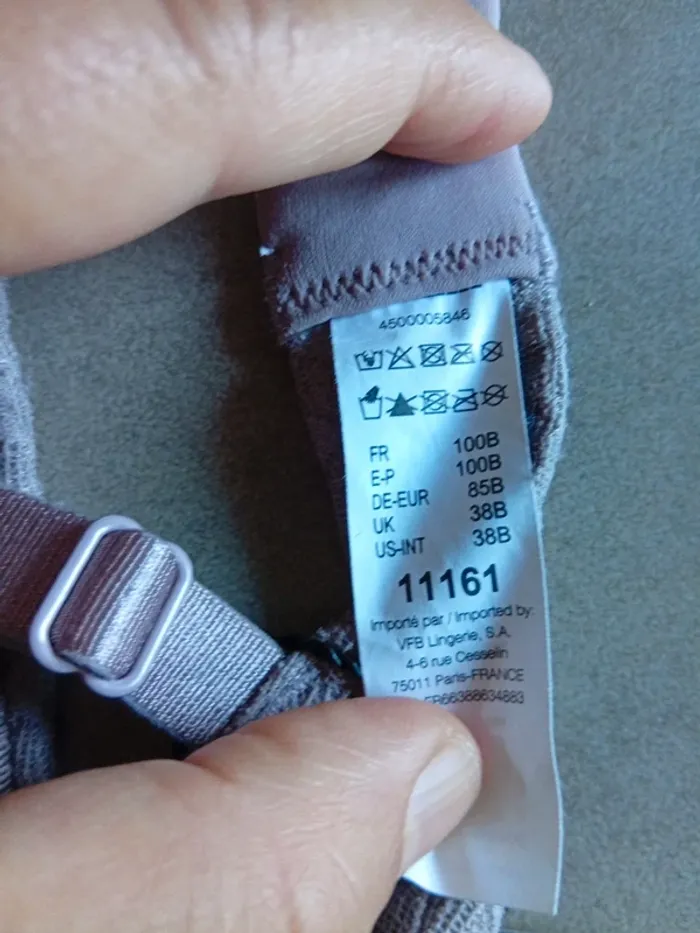 4500005846
FR 100B
E-P 100B
DE-EUR 85B
UK 38B
US-INT 38B
11161
Importé par / Imported by:
VFB Lingerie, S.A.
4-6 rue Cesselin
75011 Paris-FRANCE
FR66388634883